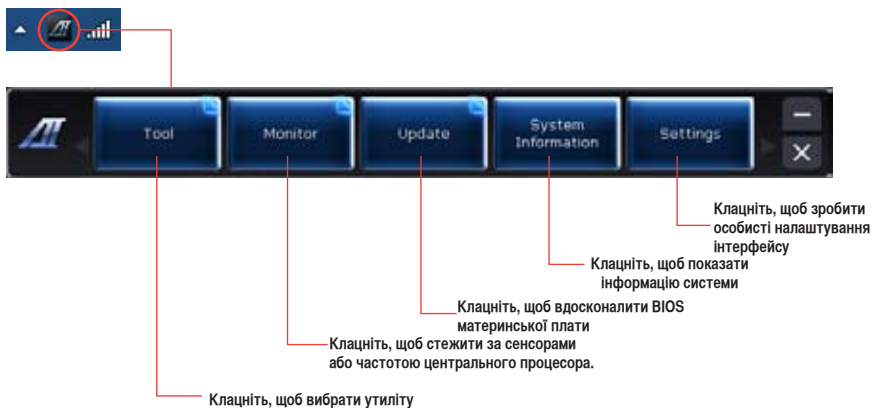 Tool
Monitor
Update
System
Information
Settings
Клацніть, щоб зробити
особисті налаштування
інтерфейсу
Клацніть, щоб показати
інформацію системи
Клацніть, щоб вдосконалити BIOS
материнської плати
Клацніть, щоб стежити за сенсорами
або частотою центрального процесора.
Клацніть, щоб вибрати утиліту